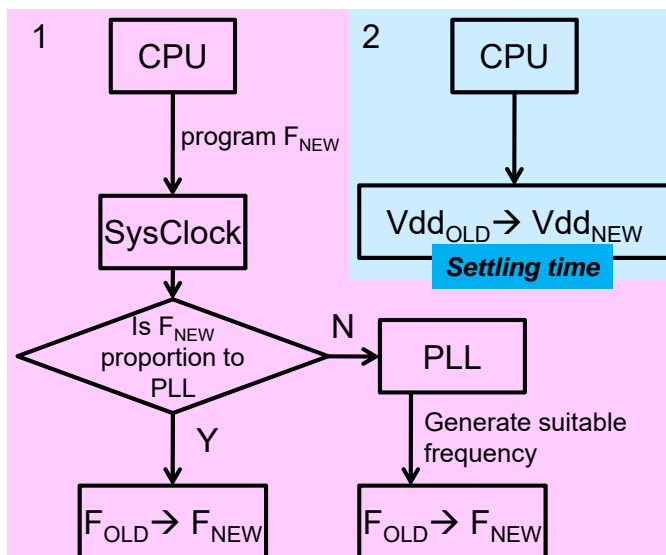 1
CPU
program F_NEW
SysClock
Is F_NEW
proportion to
PLL
N
PLL
Y
Generate suitable
frequency
F_OLD → F_NEW
F_OLD → F_NEW
2
CPU
Vdd_OLD → Vdd_NEW
Settling time